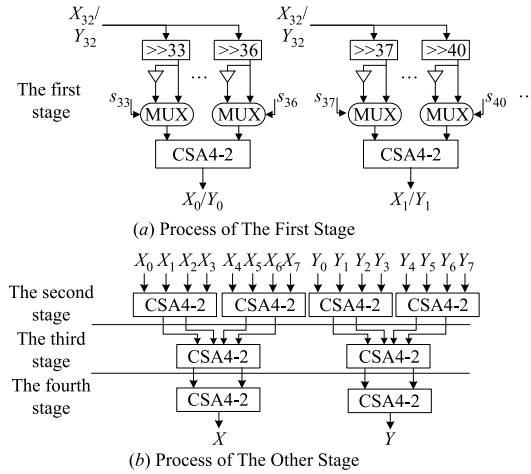 X32/ Y32 X32/ Y32
>>33 >>36 >>37 >>40
... ...
The first stage
s33 s36 s37 s40 ..
MUX MUX MUX MUX
CSA4-2 CSA4-2
X0/Y0 X1/Y1
(a) Process of The First Stage
X0 X1 X2 X3 X4 X5 X6 X7 Y0 Y1 Y2 Y3 Y4 Y5 Y6 Y7
The second stage
CSA4-2 CSA4-2 CSA4-2 CSA4-2
The third stage
CSA4-2 CSA4-2
The fourth stage
CSA4-2 CSA4-2
X Y
(b) Process of The Other Stage